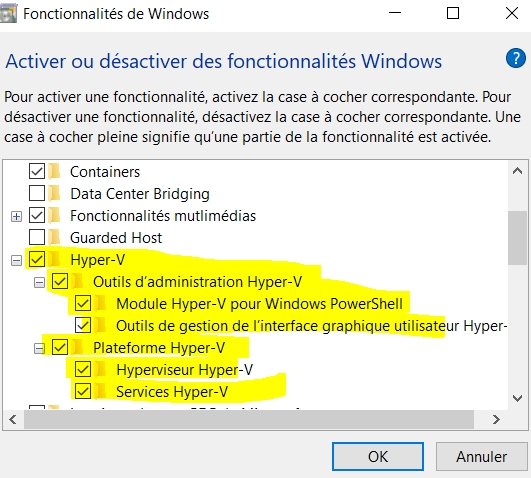 Fonctionnalités de Windows
Activer ou désactiver des fonctionnalités Windows
Pour activer une fonctionnalité, activez la case à cocher correspondante. Pour
désactiver une fonctionnalité, désactivez la case à cocher correspondante. Une
case à cocher pleine signifie qu’une partie de la fonctionnalité est activée.
Containers
Data Center Bridging
Fonctionnalités mutlimédias
Guarded Host
Hyper-V
Outils d’administration Hyper-V
Module Hyper-V pour Windows PowerShell
Outils de gestion de l’interface graphique utilisateur Hyper-
Plateforme Hyper-V
Hyperviseur Hyper-V
Services Hyper-V
OK
Annuler